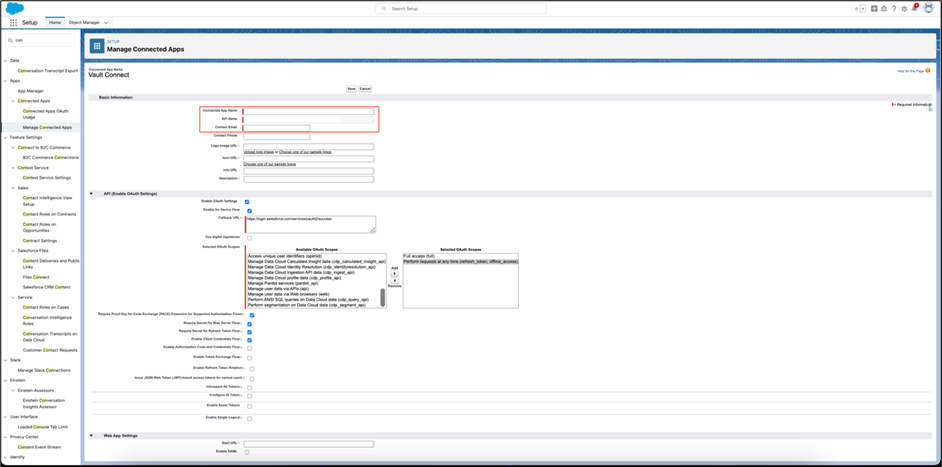 Search Setup
Setup
Home
Object Manager
con
Data
Conversation Transcript Export
Apps
App Manager
Connected Apps
Connected Apps OAuth
Usage
Manage Connected Apps
Feature Settings
Connect to B2C Commerce
B2C Commerce Connections
Context Service
Context Service Settings
Sales
Contact Intelligence View
Setup
Contact Roles on Contracts
Contact Roles on
Opportunities
Contract Settings
Salesforce Files
Content Deliveries and Public
Links
Files Connect
Salesforce CRM Content
Service
Contact Roles on Cases
Conversation Intelligence
Rules
Conversation Transcripts on
Data Cloud
Customer Contact Requests
Slack
Manage Slack Connections
Einstein
Einstein Assessors
Einstein Conversation
Insights Assessor
User Interface
Loaded Console Tab Limit
Privacy Center
Consent Event Stream
Identity
SETUP
Manage Connected Apps
Connected App Name
Vault Connect
Help for this Page
Save Cancel
Basic Information
= Required Information
Connected App Name
API Name
Contact Email
Contact Phone
Logo Image URL
Upload logo image or Choose one of our sample logos
Icon URL
Choose one of our sample logos
Info URL
Description
API (Enable OAuth Settings)
Enable OAuth Settings
Enable for Device Flow
Callback URL
https://login.salesforce.com/services/oauth2/success
Use digital signatures
Selected OAuth Scopes
Available OAuth Scopes
Access unique user identifiers (openid)
Manage Data Cloud Calculated Insight data (cdp_calculated_insight_api)
Manage Data Cloud Identity Resolution (cdp_identityresolution_api)
Manage Data Cloud Ingestion API data (cdp_ingest_api)
Manage Data Cloud profile data (cdp_profile_api)
Manage Pardot services (pardot_api)
Manage user data via APIs (api)
Manage user data via Web browsers (web)
Perform ANSI SQL queries on Data Cloud data (cdp_query_api)
Perform segmentation on Data Cloud data (cdp_segment_api)
Add
Remove
Selected OAuth Scopes
Full access (full)
Perform requests at any time (refresh_token, offline_access)
Require Proof Key for Code Exchange (PKCE) Extension for Supported Authorization Flows
Require Secret for Web Server Flow
Require Secret for Refresh Token Flow
Enable Client Credentials Flow
Enable Authorization Code and Credentials Flow
Enable Token Exchange Flow
Enable Refresh Token Rotation
Issue JSON Web Token (JWT)-based access tokens for named users
Introspect All Tokens
Configure ID Token
Enable Asset Tokens
Enable Single Logout
Web App Settings
Start URL
Enable SAML